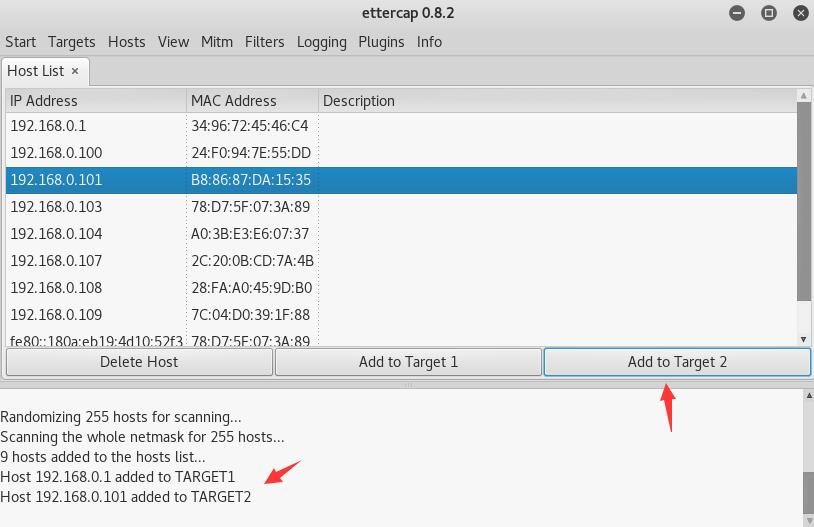 ettercap 0.8.2
Start Targets Hosts View Mitm Filters Logging Plugins Info
Host List ×
IP Address MAC Address Description
192.168.0.1 34:96:72:45:46:C4
192.168.0.100 24:F0:94:7E:55:DD
192.168.0.101 B8:86:87:DA:15:35
192.168.0.103 78:D7:5F:07:3A:89
192.168.0.104 A0:3B:E3:E6:07:37
192.168.0.107 2C:20:0B:CD:7A:4B
192.168.0.108 28:FA:A0:45:9D:B0
192.168.0.109 7C:04:D0:39:1F:88
fe80::180a:eb19:4d10:52f3 78:D7:5F:07:3A:89
Delete Host Add to Target 1 Add to Target 2
Randomizing 255 hosts for scanning...
Scanning the whole netmask for 255 hosts...
9 hosts added to the hosts list...
Host 192.168.0.1 added to TARGET1
Host 192.168.0.101 added to TARGET2